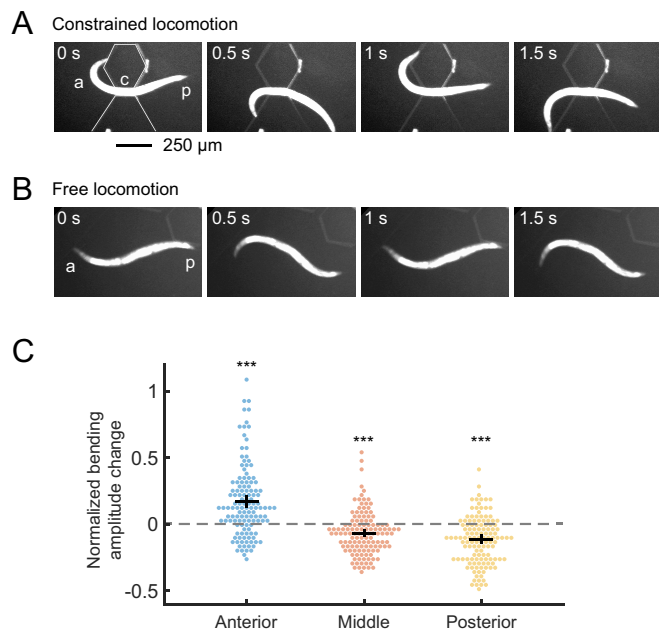 A Constrained locomotion
0 s 0.5 s 1 s 1.5 s
a c p
250 µm
B Free locomotion
0 s 0.5 s 1 s 1.5 s
a p
C
Normalized bending
amplitude change
1
0.5
0
-0.5
*** *** ***
Anterior Middle Posterior